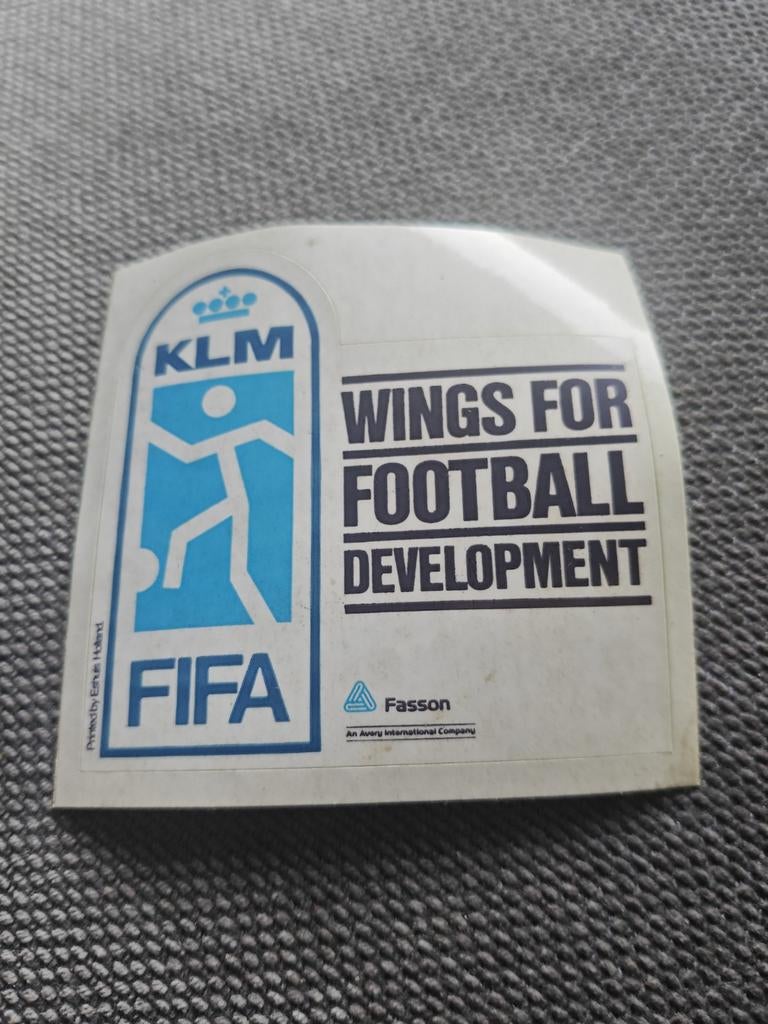 KLM
FIFA
WINGS FOR
FOOTBALL
DEVELOPMENT
Fasson
An Avery International Company
Printed by Eshuis Holland.